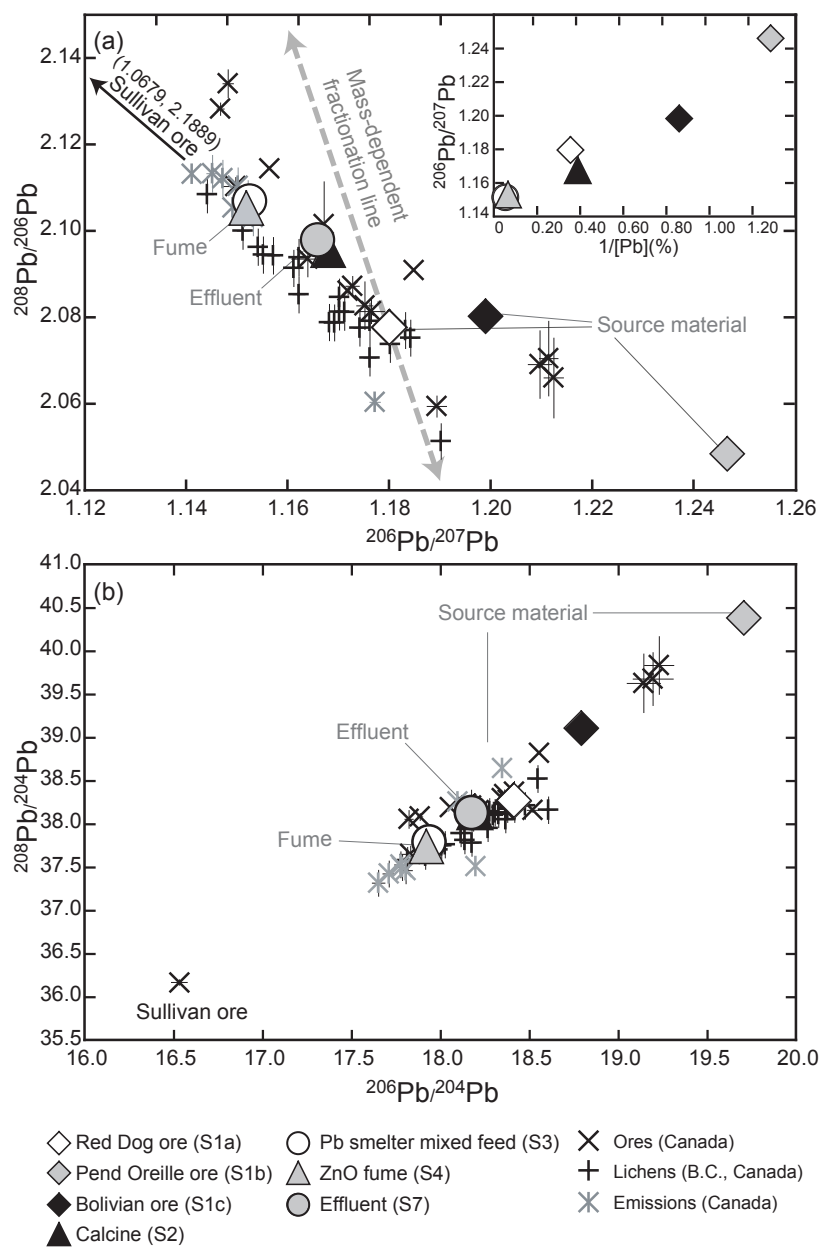 (a)
2.14
2.12
2.10
2.08
2.06
2.04
²⁰⁸Pb/²⁰⁶Pb
(1.0679, 2.1889)
Sullivan ore
Mass-dependent
fractionation line
Fume
Effluent
Source material
1.12
1.14
1.16
1.18
1.20
1.22
1.24
1.26
²⁰⁶Pb/²⁰⁷Pb
1.24
1.20
1.16
1.14
²⁰⁶Pb/²⁰⁷Pb
0.00
0.20
0.40
0.60
0.80
1.00
1.20
1/[Pb](%)
(b)
41.0
40.5
40.0
39.5
39.0
38.5
38.0
37.5
37.0
36.5
36.0
35.5
²⁰⁸Pb/²⁰⁴Pb
Source material
Effluent
Fume
Sullivan ore
16.0
16.5
17.0
17.5
18.0
18.5
19.0
19.5
20.0
²⁰⁶Pb/²⁰⁴Pb
Red Dog ore (S1a)
Pend Oreille ore (S1b)
Bolivian ore (S1c)
Calcine (S2)
Pb smelter mixed feed (S3)
ZnO fume (S4)
Effluent (S7)
Ores (Canada)
Lichens (B.C., Canada)
Emissions (Canada)